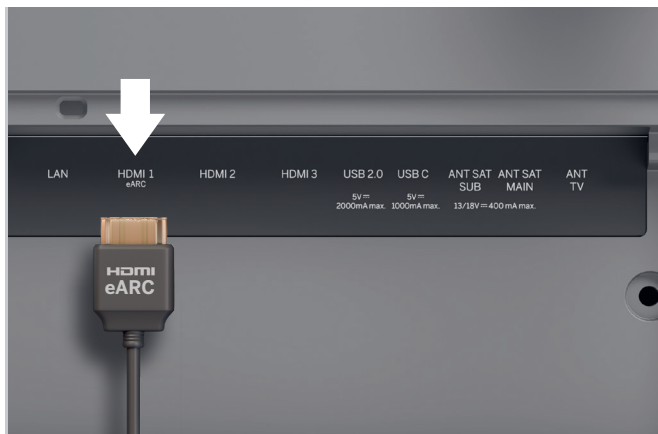 LAN
HDMI 1
eARC
HDMI 2
HDMI 3
USB 2.0
5V⎓
2000mA max.
USB C
5V⎓
1000mA max.
ANT SAT
SUB
ANT SAT
MAIN
13/18V⎓400 mA max.
ANT
TV
HDMI
eARC